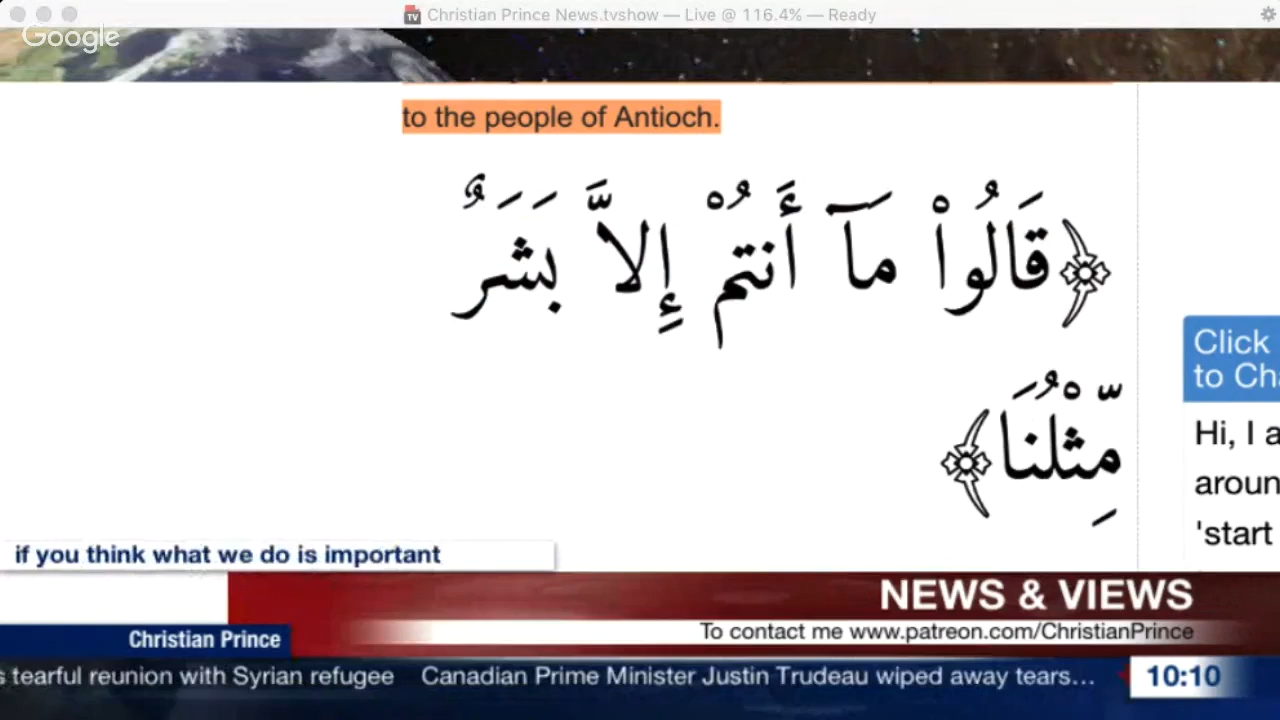 Christian Prince News.tvshow — Live @ 116.4% — Ready
Google
to the people of Antioch.
﴿قَالُواْ مَآ أَنتُمْ إِلاَّ بَشَرٌ
مِّثْلُنَا﴾
Click
to Cha
Hi, I a
aroun
'start
if you think what we do is important
NEWS & VIEWS
To contact me www.patreon.com/ChristianPrince
Christian Prince
s tearful reunion with Syrian refugee Canadian Prime Minister Justin Trudeau wiped away tears...
10:10